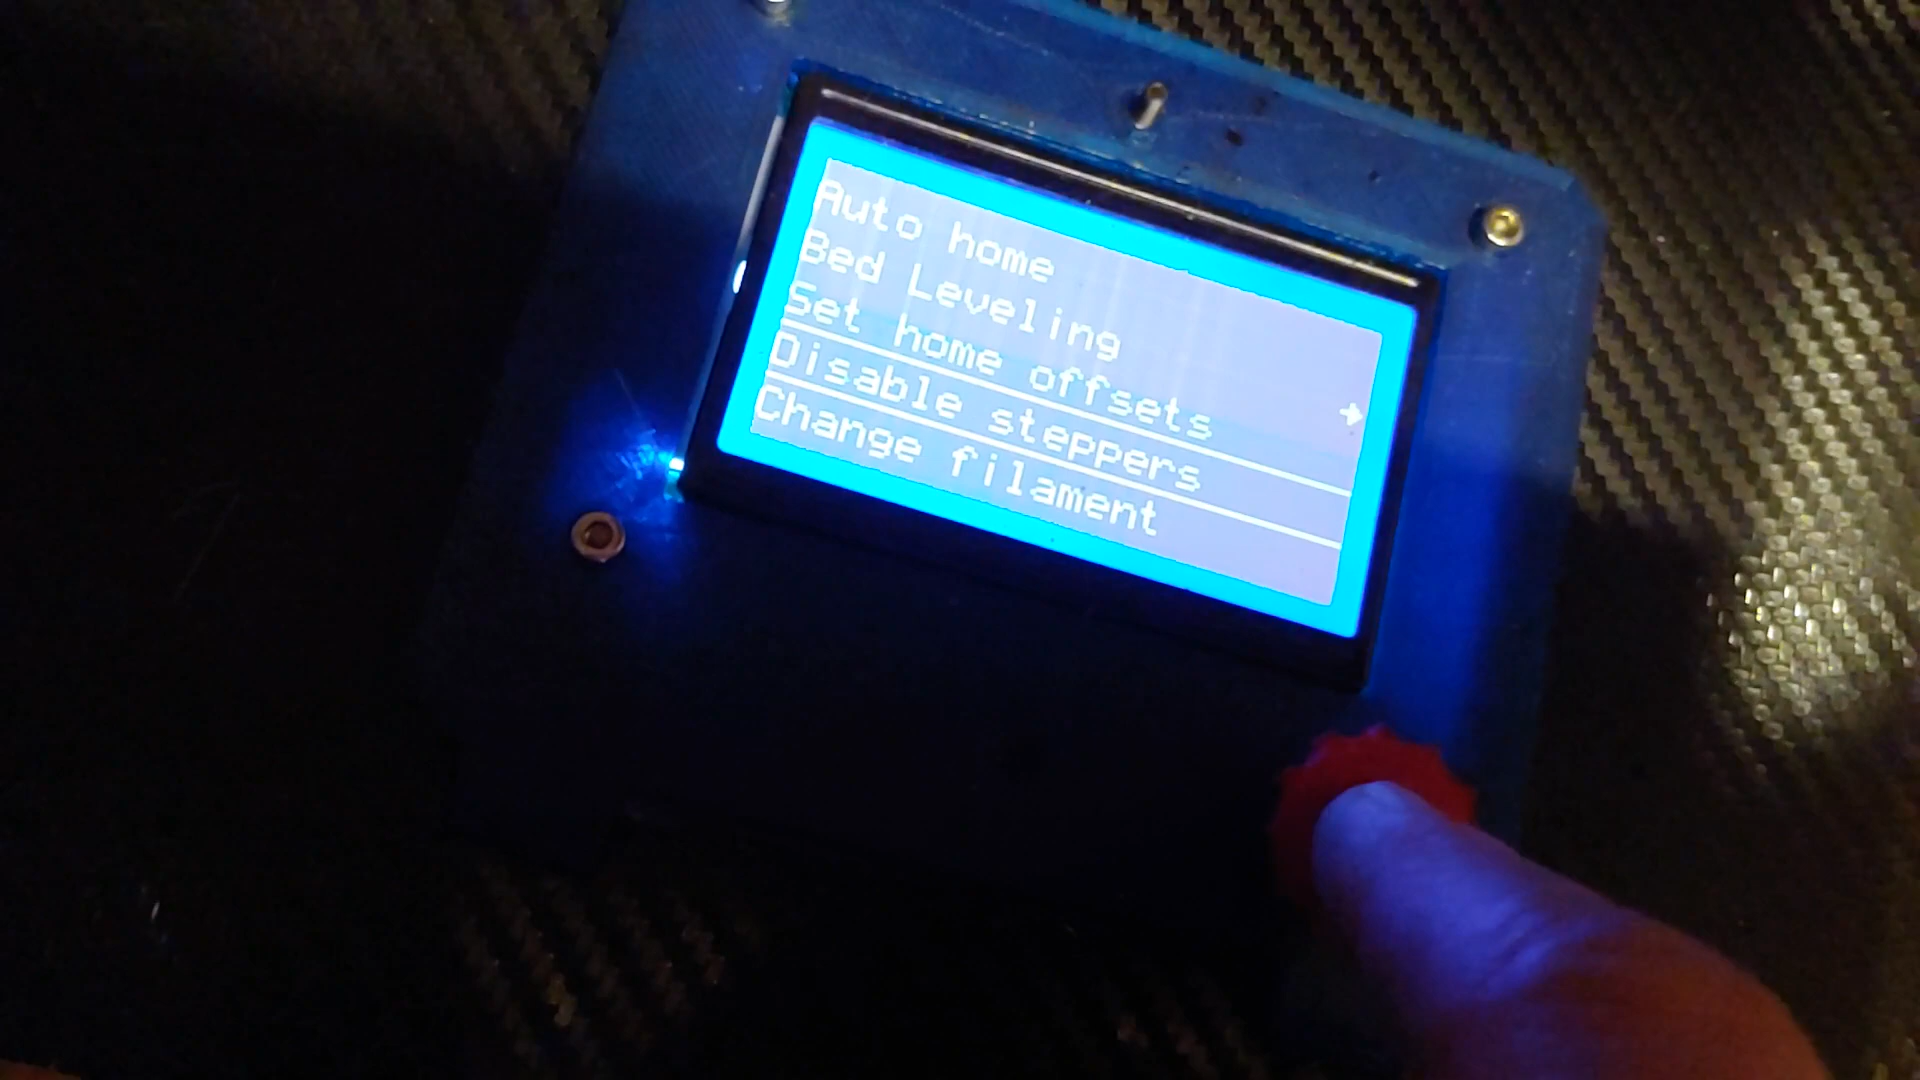 Auto home
Bed Leveling
Set home offsets
Disable steppers
Change filament